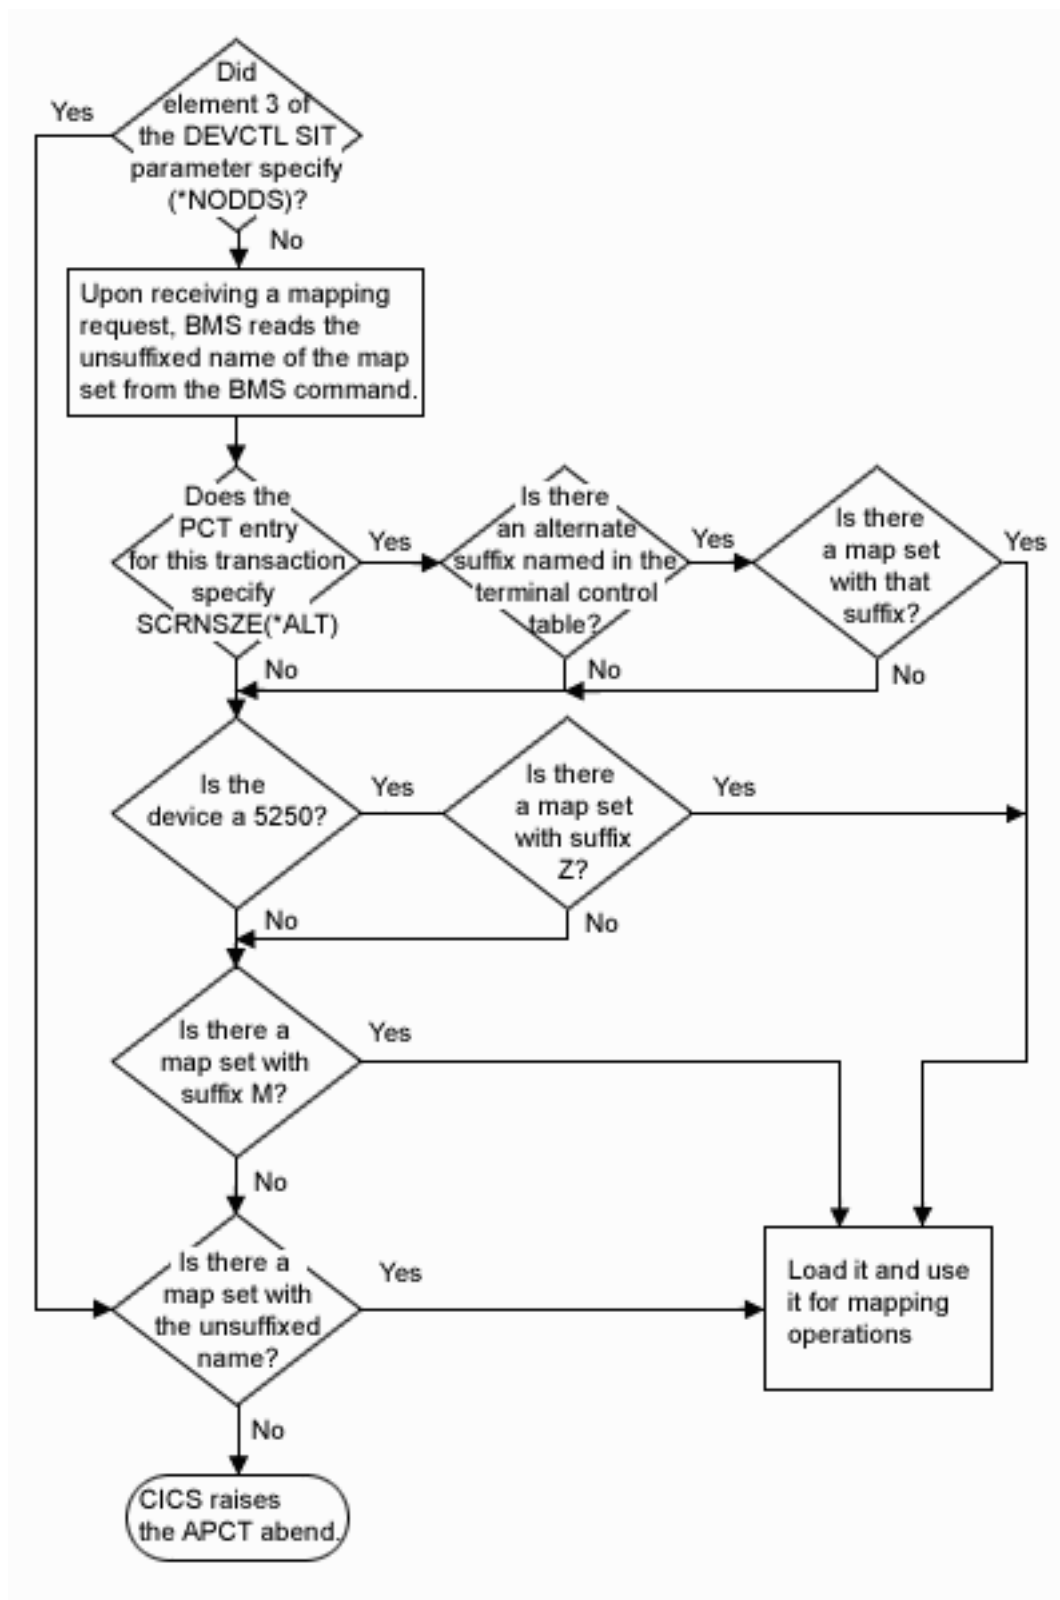 Did
element 3 of
the DEVCTL SIT
parameter specify
(*NODDS)?
Yes
No
Upon receiving a mapping
request, BMS reads the
unsuffixed name of the map
set from the BMS command.
Does the
PCT entry
for this transaction
specify
SCRNSZE(*ALT)
Yes
No
Is there
an alternate
suffix named in the
terminal control
table?
Yes
No
Is there
a map set
with that
suffix?
Yes
No
Is the
device a 5250?
Yes
No
Is there
a map set
with suffix
Z?
Yes
No
Is there a
map set with
suffix M?
Yes
No
Is there a
map set with
the unsuffixed
name?
Yes
No
Load it and use
it for mapping
operations
CICS raises
the APCT abend.